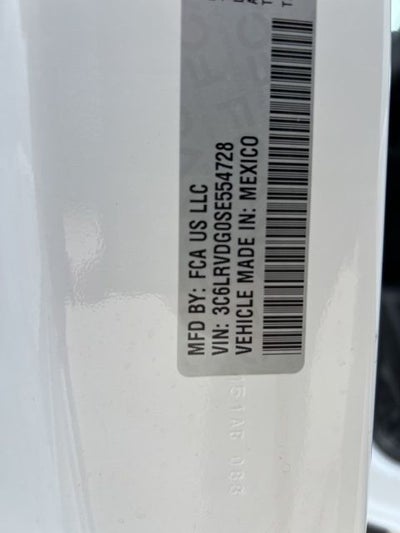 MFD BY: FCA US LLC
VIN: 3C6LRVDG0SE554728
VEHICLE MADE IN: MEXICO